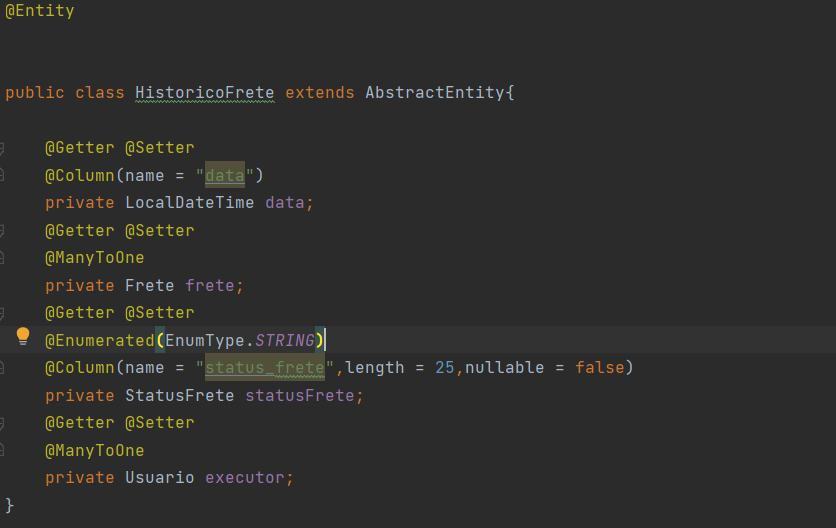 @Entity
public class HistoricoFrete extends AbstractEntity{
@Getter @Setter
@Column(name = "data")
private LocalDateTime data;
@Getter @Setter
@ManyToOne
private Frete frete;
@Getter @Setter
@Enumerated(EnumType.STRING)
@Column(name = "status_frete",length = 25,nullable = false)
private StatusFrete statusFrete;
@Getter @Setter
@ManyToOne
private Usuario executor;
}